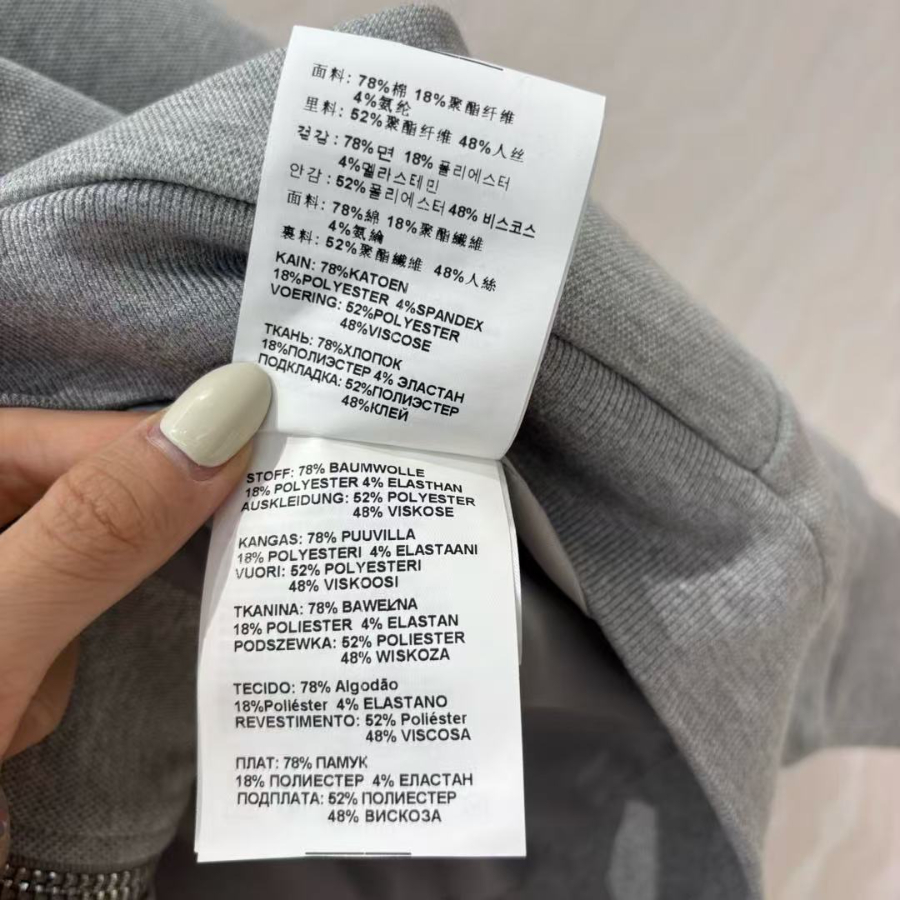 面料: 78%棉 18%聚酯纤维
4%氨纶
里料: 52%聚酯纤维 48%人丝
겉감: 78%면 18%폴리에스터
4%멜라스테민
안감: 52%폴리에스터 48%비스코스
面料: 78%綿 18%聚酯纖維
4%氨綸
裏料: 52%聚酯纖維 48%人絲
KAIN: 78%KATOEN
18%POLYESTER 4%SPANDEX
VOERING: 52%POLYESTER
48%VISCOSE
ТКАНЬ: 78%ХЛОПОК
18%ПОЛИЭСТЕР 4% ЭЛАСТАН
ПОДКЛАДКА: 52%ПОЛИЭСТЕР
48%КЛЕЙ
STOFF: 78% BAUMWOLLE
18% POLYESTER 4% ELASTHAN
AUSKLEIDUNG: 52% POLYESTER
48% VISKOSE
KANGAS: 78% PUUVILLA
18% POLYESTERI 4% ELASTAANI
VUORI: 52% POLYESTERI
48% VISKOOSI
TKANINA: 78% BAWEŁNA
18% POLIESTER 4% ELASTAN
PODSZEWKA: 52% POLIESTER
48% WISKOZA
TECIDO: 78% Algodão
18%Poliéster 4% ELASTANO
REVESTIMENTO: 52% Poliéster
48% VISCOSA
ПЛАТ: 78% ПАМУК
18% ПОЛИЕСТЕР 4% ЕЛАСТАН
ПОДПЛАТА: 52% ПОЛИЕСТЕР
48% ВИСКОЗА